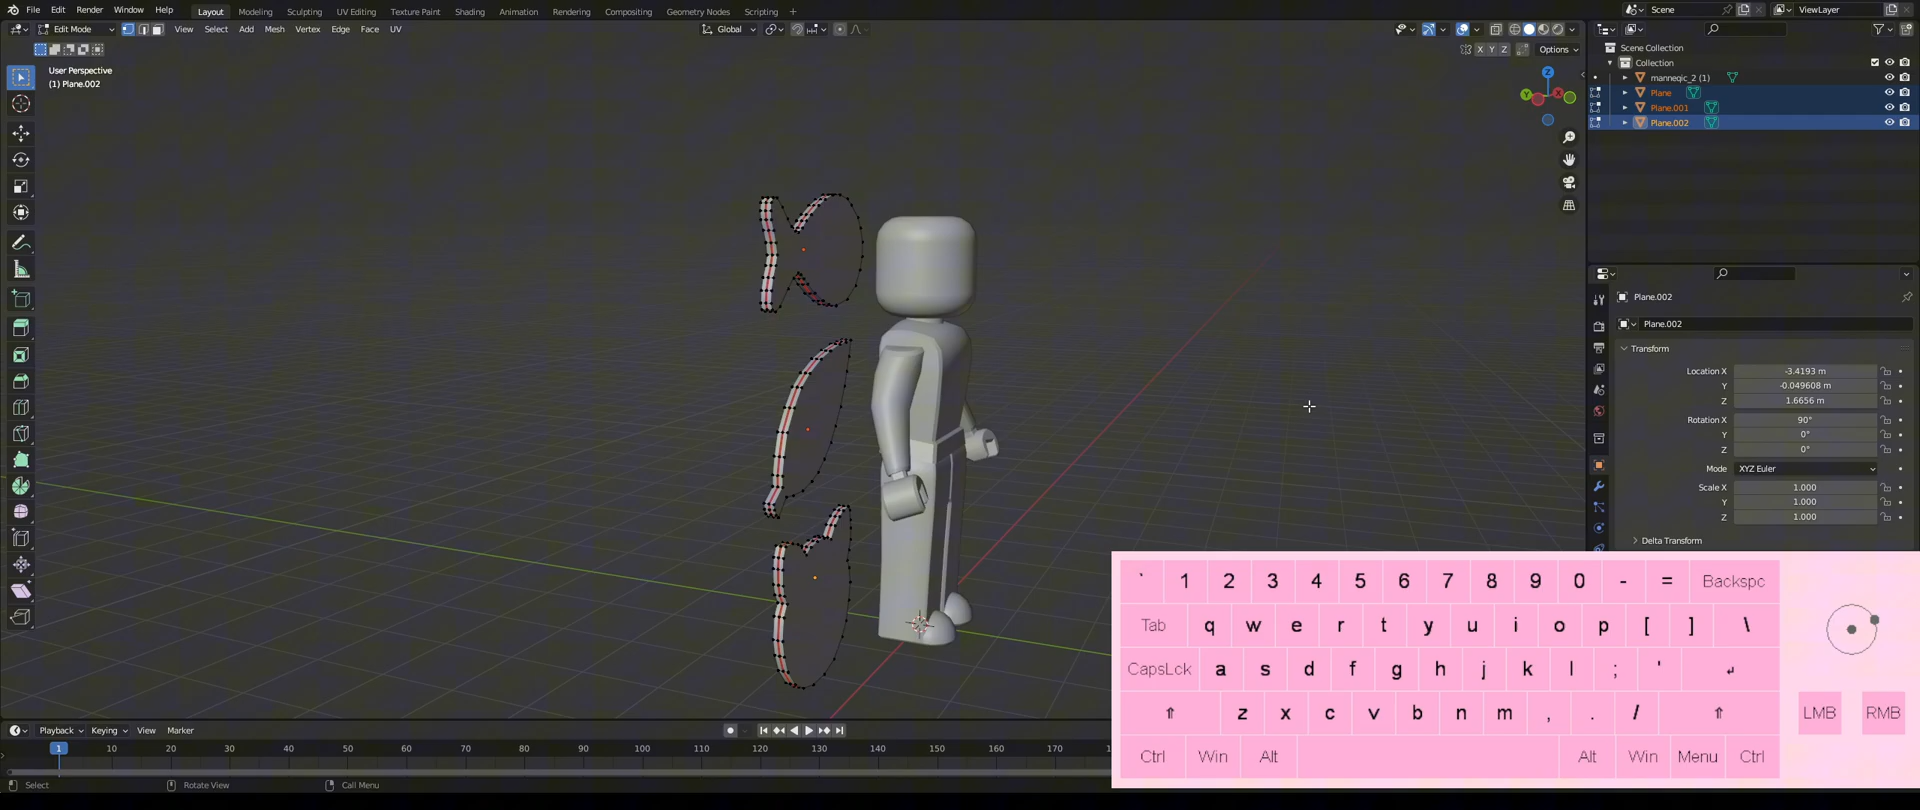 File Edit Render Window Help Layout Modeling Sculpting UV Editing Texture Paint Shading Animation Rendering Compositing Geometry Nodes Scripting + Scene ViewLayer
Edit Mode View Select Add Mesh Vertex Edge Face UV Global
X Y Z Options
User Perspective
(1) Plane.002
Z
Y
X
Scene Collection
Collection
manneqic_2 (1)
Plane
Plane.001
Plane.002
Plane.002
Plane.002
Transform
Location X -3.4193 m
Y -0.049608 m
Z 1.6656 m
Rotation X 90°
Y 0°
Z 0°
Mode XYZ Euler
Scale X 1.000
Y 1.000
Z 1.000
Delta Transform
` 1 2 3 4 5 6 7 8 9 0 - = Backspc
Tab q w e r t y u i o p [ ] \
CapsLck a s d f g h j k l ; ' ↵
⇧ z x c v b n m , . / ⇧
Ctrl Win Alt Alt Win Menu Ctrl
LMB RMB
Playback Keying View Marker
1 10 20 30 40 50 60 70 80 90 100 110 120 130 140 150 160 170
Select Rotate View Call Menu